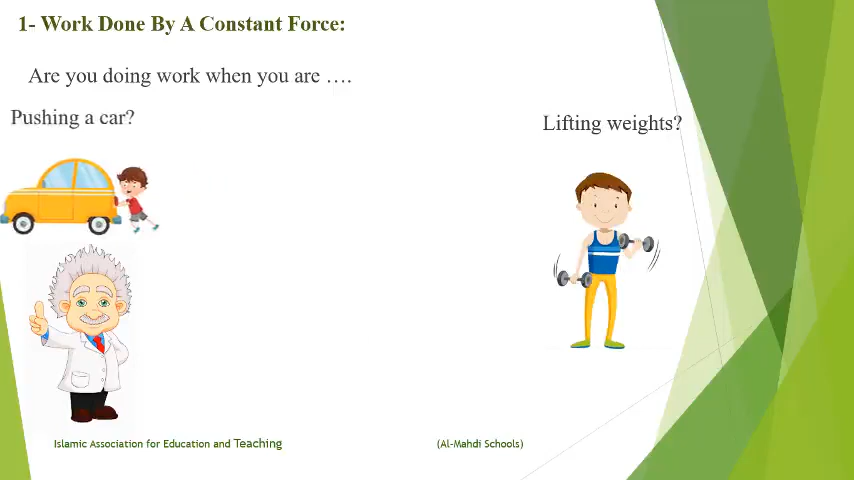 1- Work Done By A Constant Force:
Are you doing work when you are ....
Pushing a car?
Lifting weights?
Islamic Association for Education and Teaching
(Al-Mahdi Schools)